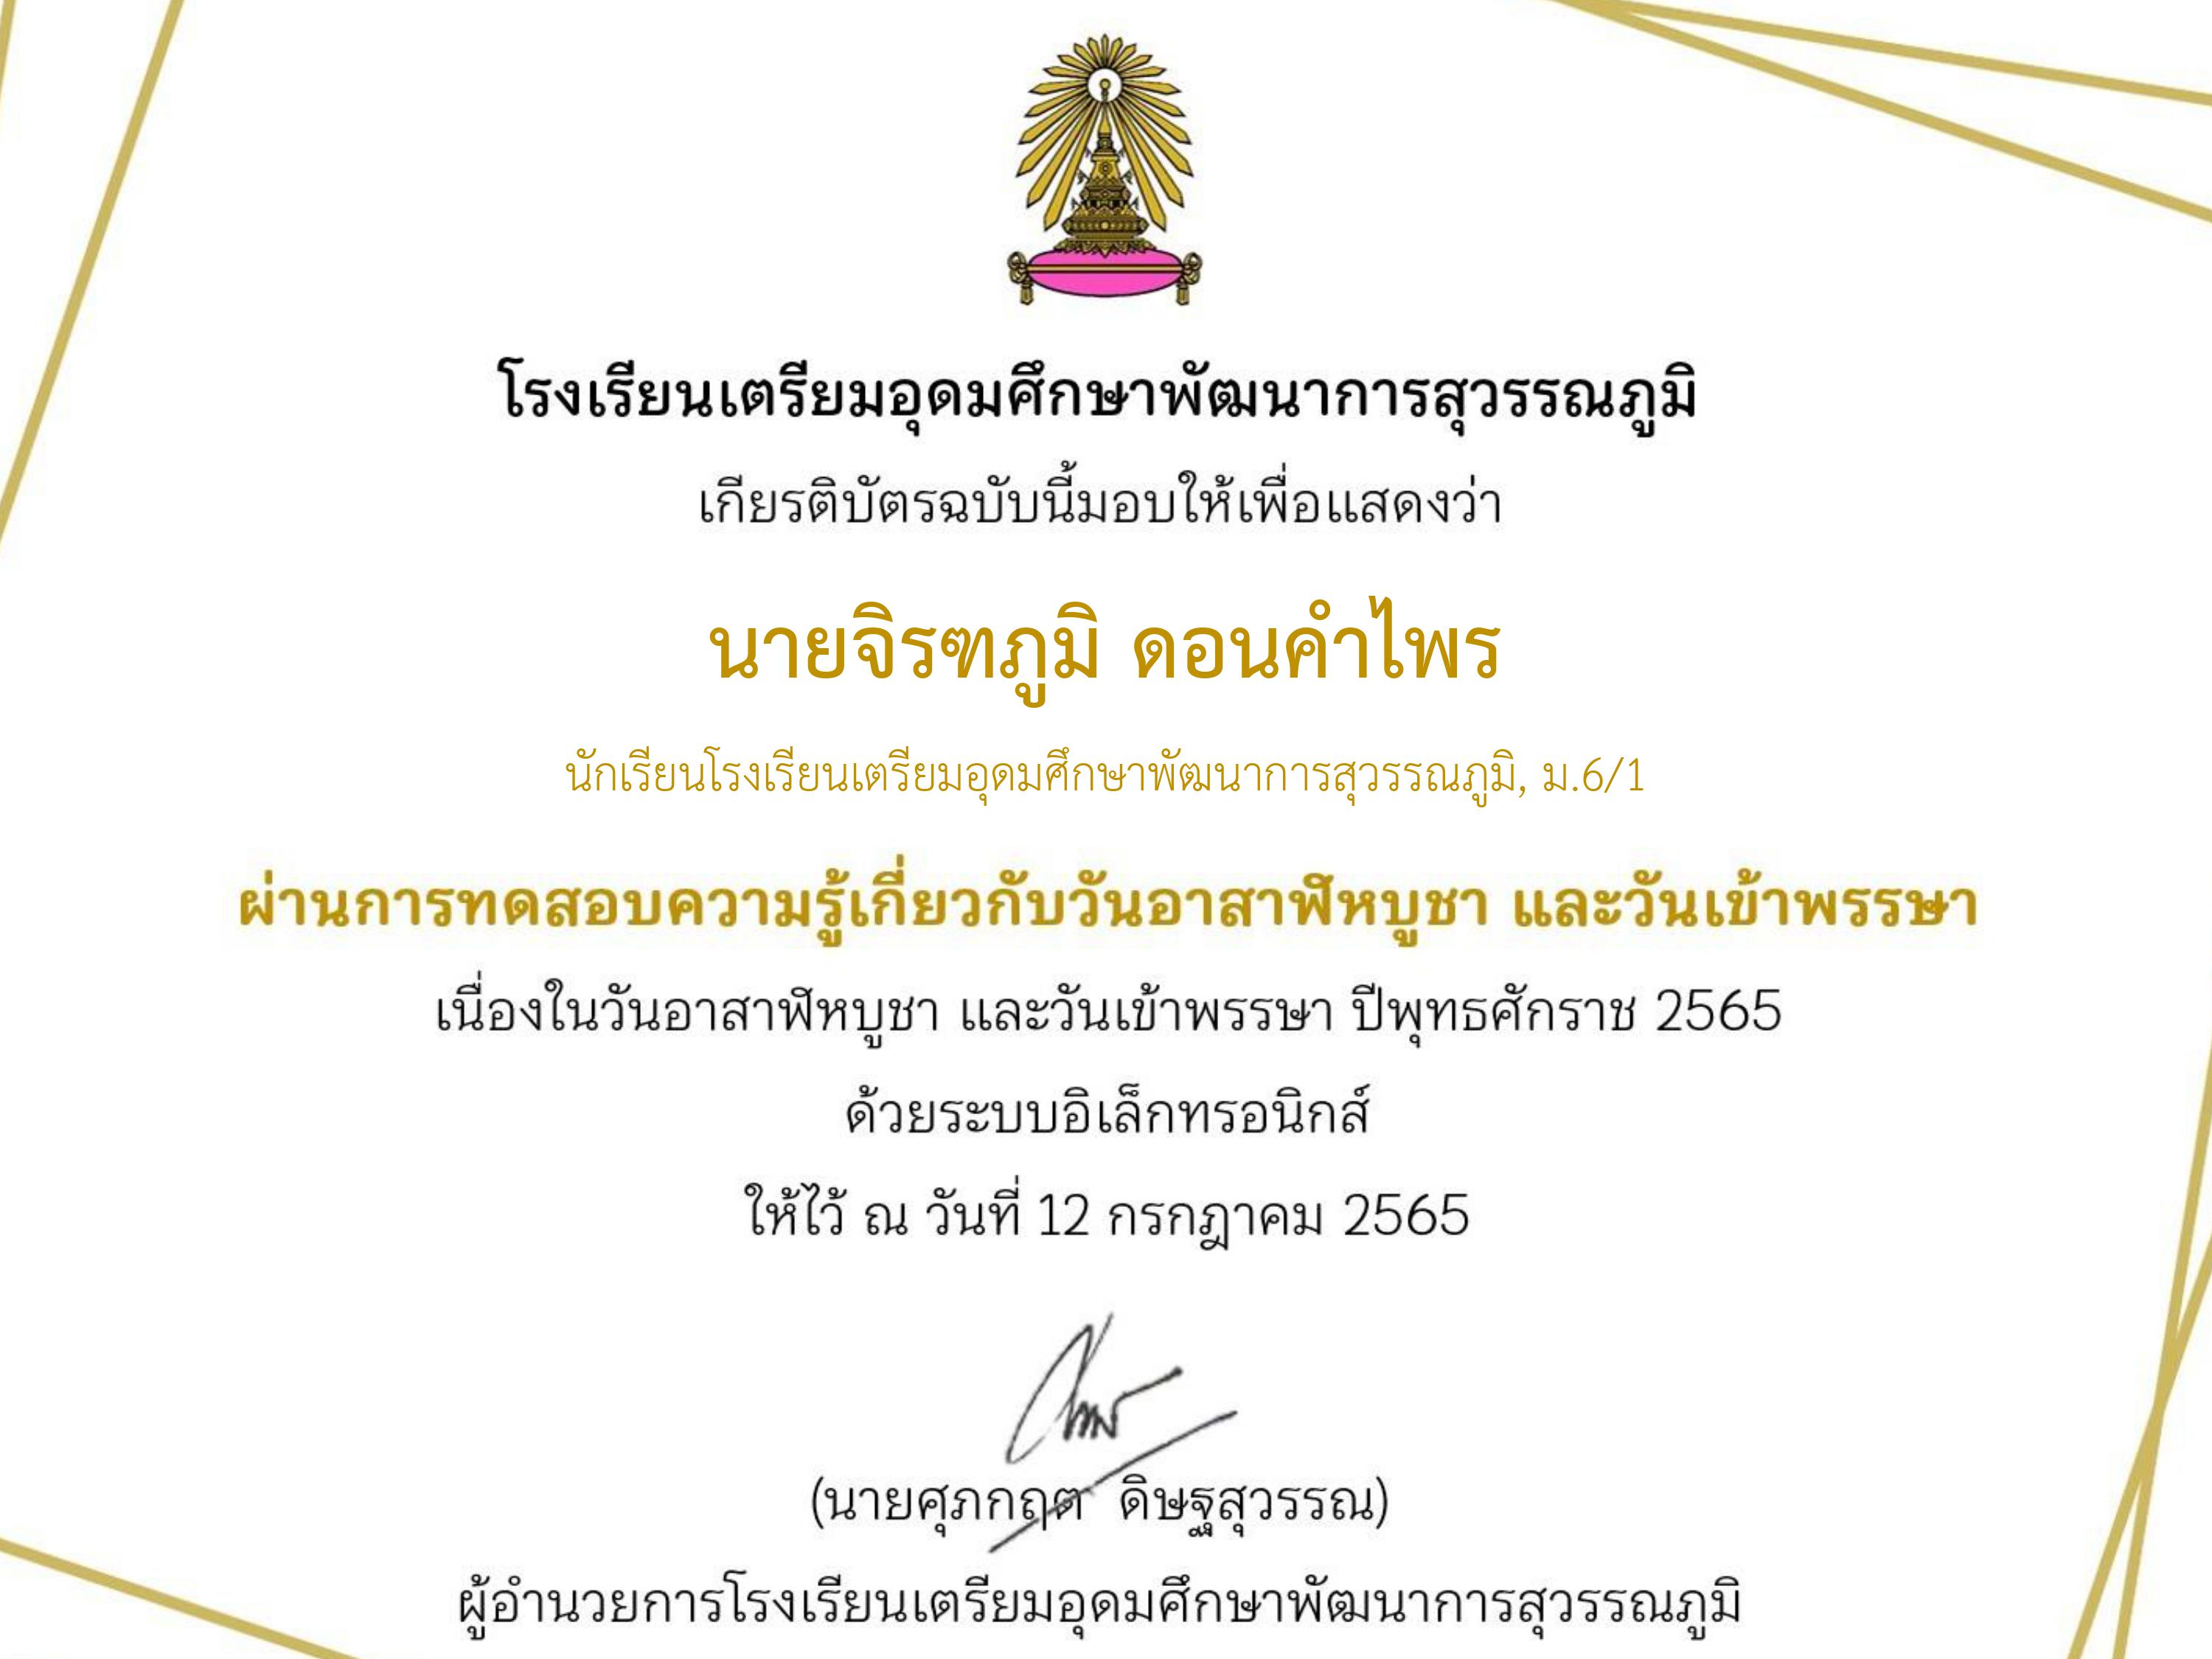 โรงเรียนเตรียมอุดมศึกษาพัฒนาการสุวรรณภูมิ
เกียรติบัตรฉบับนี้มอบให้เพื่อแสดงว่า
นายจิรฑภูมิ ดอนคำไพร
นักเรียนโรงเรียนเตรียมอุดมศึกษาพัฒนาการสุวรรณภูมิ, ม.6/1
ผ่านการทดสอบความรู้เกี่ยวกับวันอาสาฬหบูชา และวันเข้าพรรษา
เนื่องในวันอาสาฬหบูชา และวันเข้าพรรษา ปีพุทธศักราช 2565
ด้วยระบบอิเล็กทรอนิกส์
ให้ไว้ ณ วันที่ 12 กรกฎาคม 2565
(นายศุภกฤต ดิษฐสุวรรณ)
ผู้อำนวยการโรงเรียนเตรียมอุดมศึกษาพัฒนาการสุวรรณภูมิ